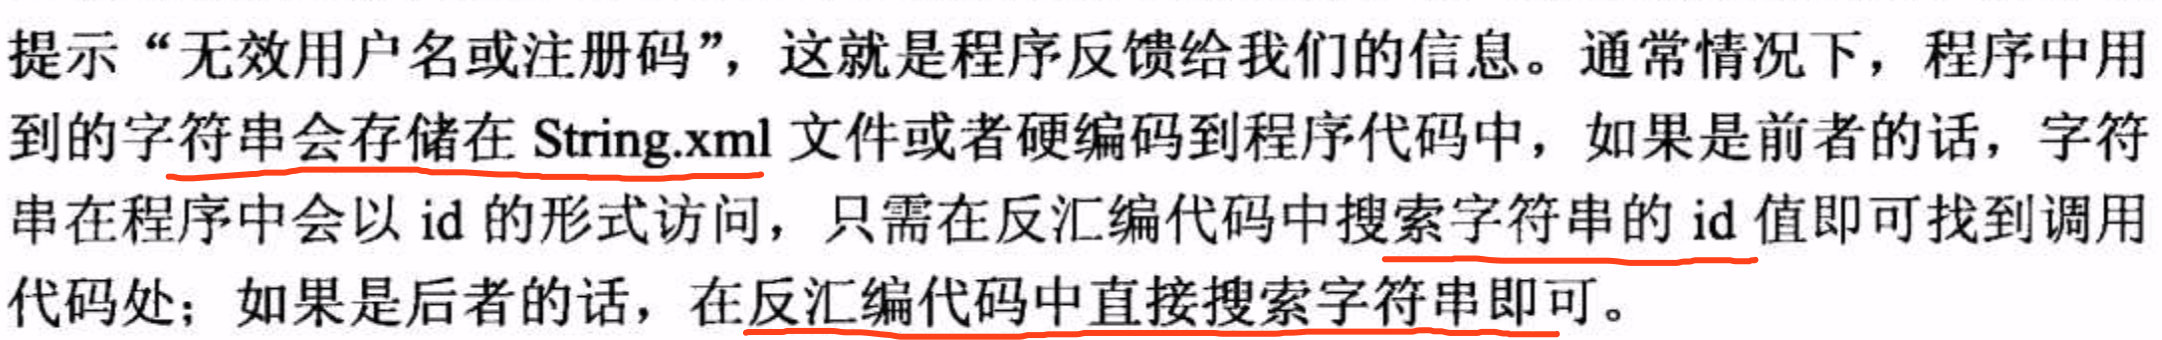 提示“无效用户名或注册码”，这就是程序反馈给我们的信息。通常情况下，程序中用
到的字符串会存储在 String.xml 文件或者硬编码到程序代码中，如果是前者的话，字符
串在程序中会以 id 的形式访问，只需在反汇编代码中搜索字符串的 id 值即可找到调用
代码处；如果是后者的话，在反汇编代码中直接搜索字符串即可。